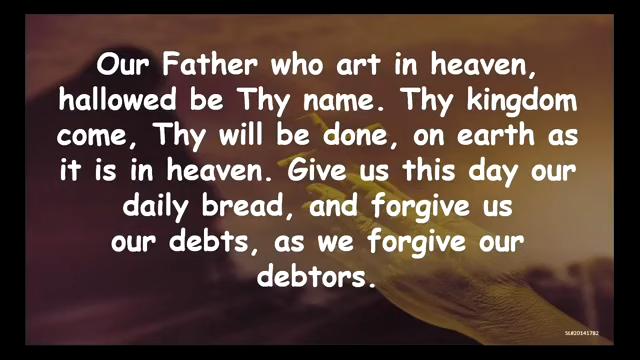 Our Father who art in heaven,
hallowed be Thy name. Thy kingdom
come, Thy will be done, on earth as
it is in heaven. Give us this day our
daily bread, and forgive us
our debts, as we forgive our
debtors.
SL#20141782